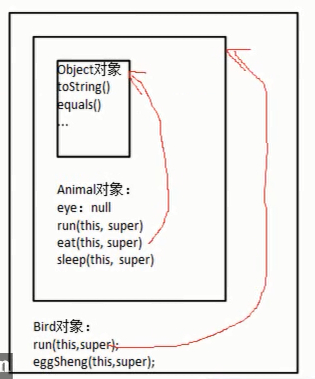 Object对象
toString()
equals()
...
Animal对象：
eye：null
run(this, super)
eat(this, super)
sleep(this, super)
Bird对象：
run(this,super);
eggSheng(this,super);